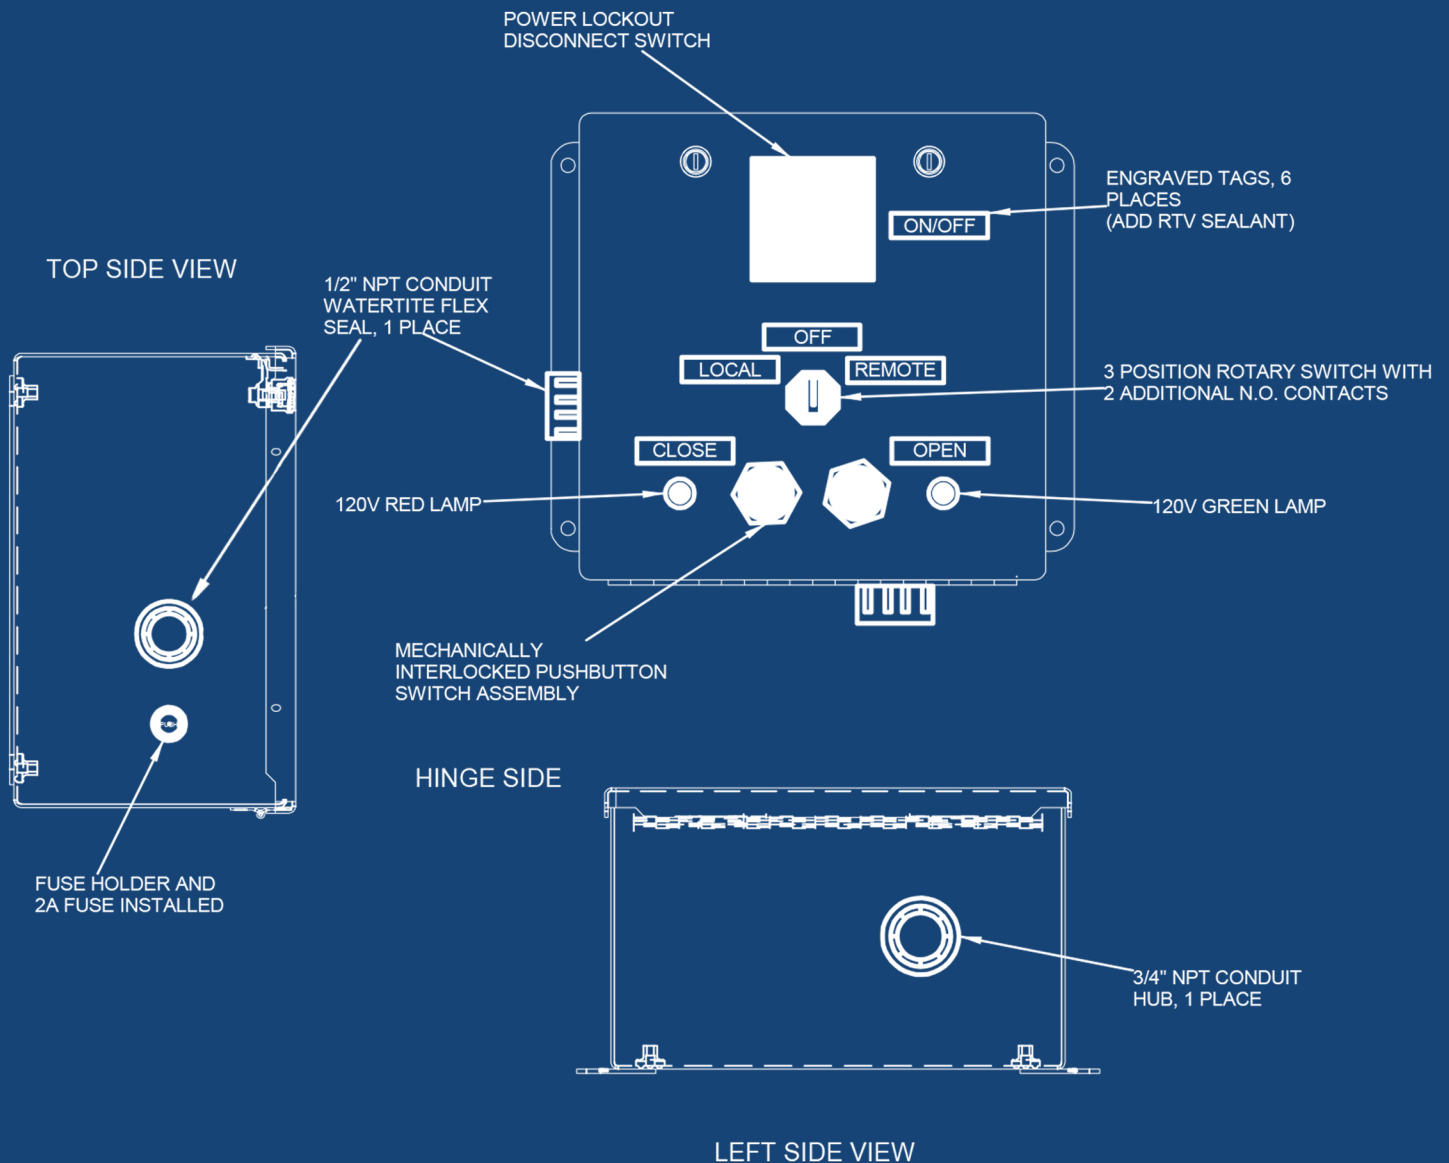 POWER LOCKOUT
DISCONNECT SWITCH
ENGRAVED TAGS, 6
PLACES
(ADD RTV SEALANT)
ON/OFF
TOP SIDE VIEW
1/2" NPT CONDUIT
WATERTITE FLEX
SEAL, 1 PLACE
OFF
LOCAL
REMOTE
3 POSITION ROTARY SWITCH WITH
2 ADDITIONAL N.O. CONTACTS
CLOSE
OPEN
120V RED LAMP
120V GREEN LAMP
MECHANICALLY
INTERLOCKED PUSHBUTTON
SWITCH ASSEMBLY
PUSH
HINGE SIDE
FUSE HOLDER AND
2A FUSE INSTALLED
3/4" NPT CONDUIT
HUB, 1 PLACE
LEFT SIDE VIEW